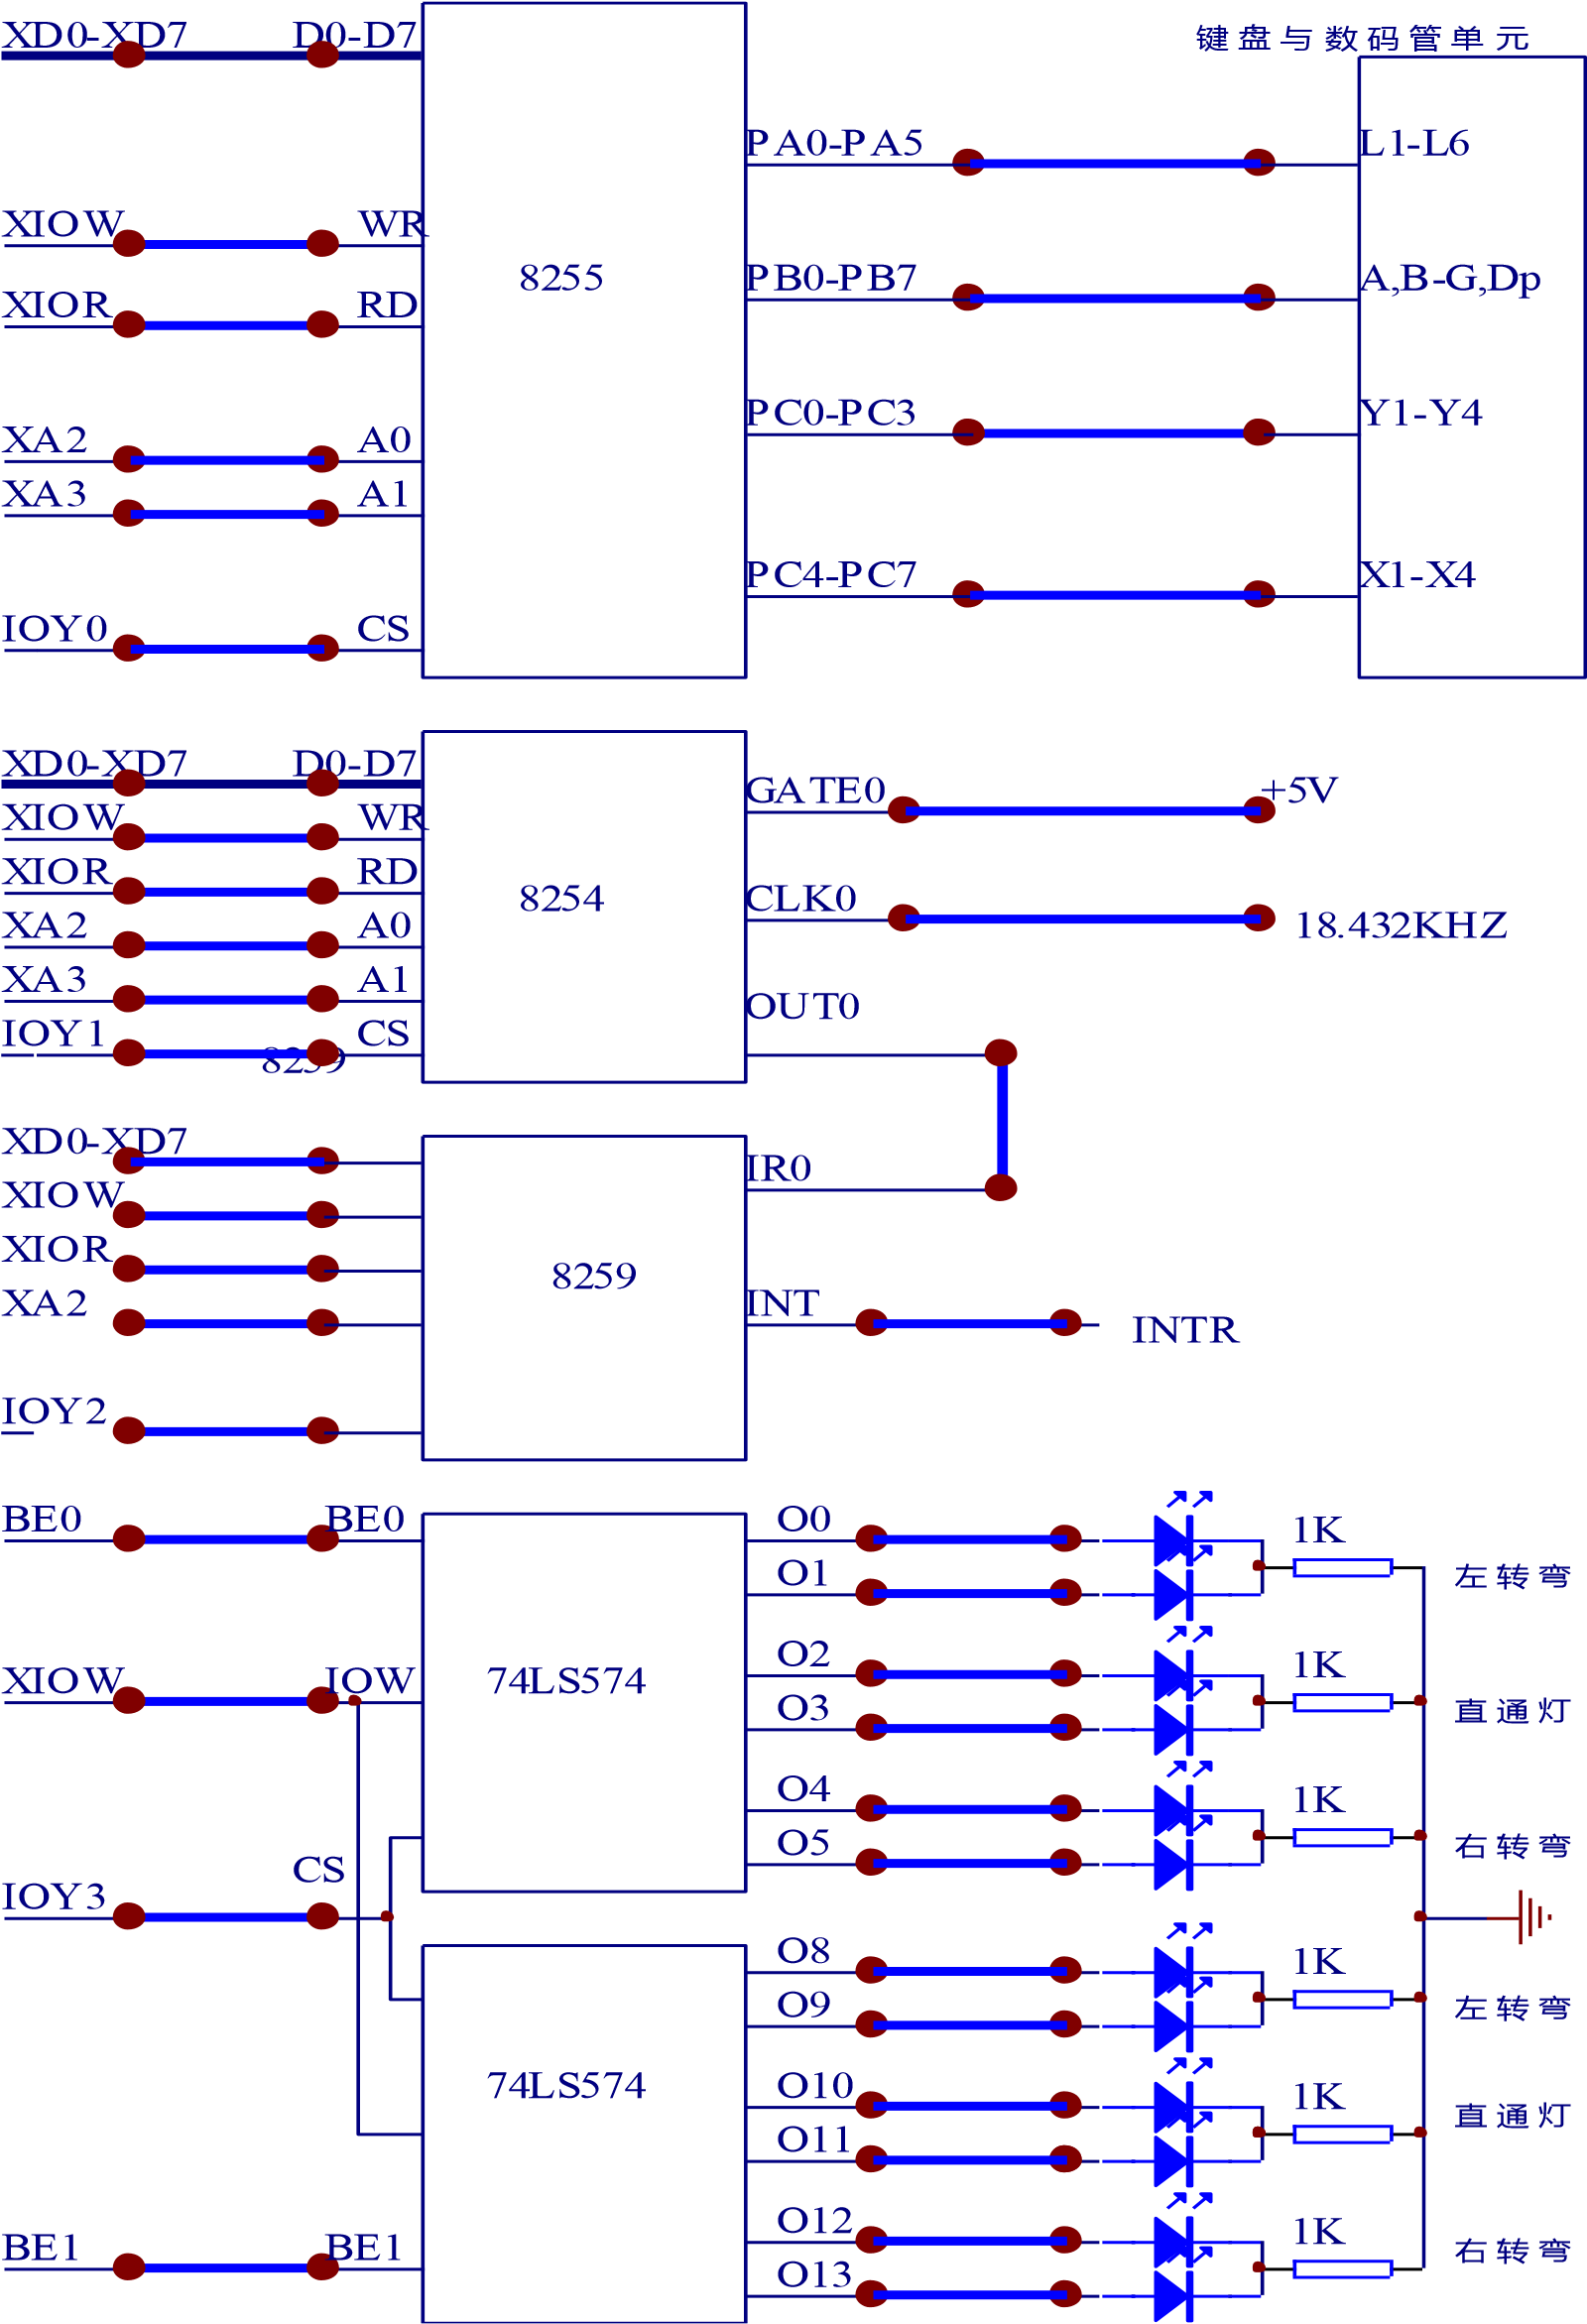 键盘与数码管单元
XD0-XD7 D0-D7
PA0-PA5 L1-L6
XIOW WR
8255
PB0-PB7 A,B-G,Dp
XIOR RD
PC0-PC3 Y1-Y4
XA2 A0
XA3 A1
PC4-PC7 X1-X4
IOY0 CS
XD0-XD7 D0-D7
GATE0 +5V
XIOW WR
XIOR RD
8254
CLK0 18.432KHZ
XA2 A0
XA3 A1
OUT0
IOY1 CS
8259
XD0-XD7
IR0
XIOW
XIOR
8259
XA2
INT INTR
IOY2
BE0 BE0
O0 1K
O1 左转弯
XIOW IOW
74LS574
O2 1K
O3 直通灯
O4 1K
O5 右转弯
CS
IOY3
O8 1K
O9 左转弯
74LS574
O10 1K
O11 直通灯
O12 1K
BE1 BE1
O13 右转弯